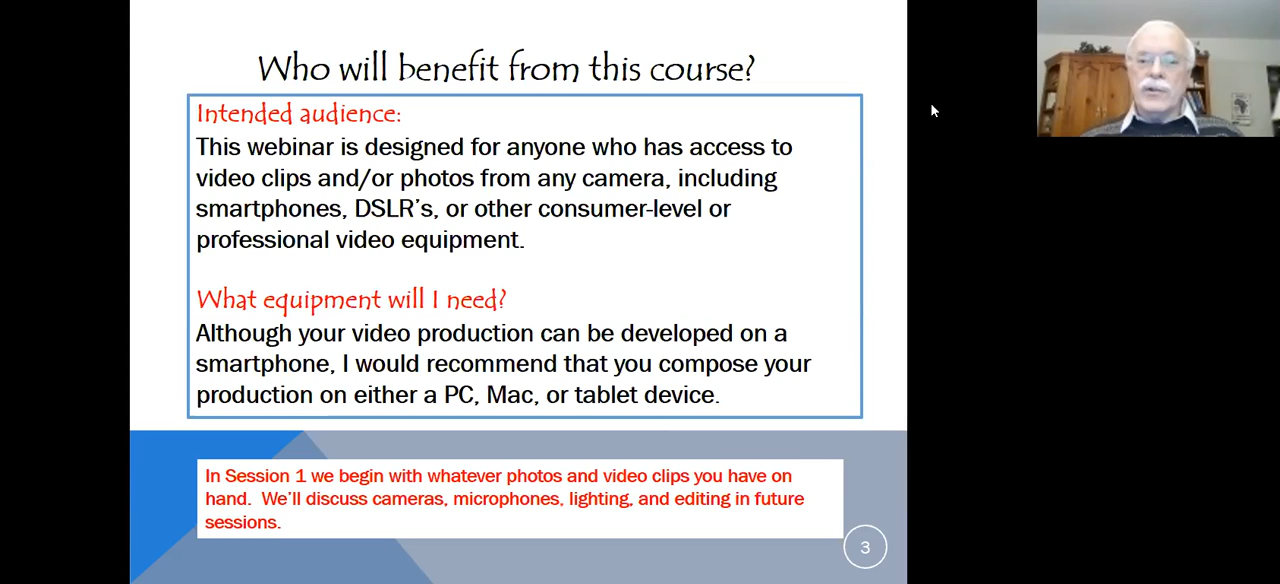 Who will benefit from this course?
Intended audience:
This webinar is designed for anyone who has access to
video clips and/or photos from any camera, including
smartphones, DSLR's, or other consumer-level or
professional video equipment.
What equipment will I need?
Although your video production can be developed on a
smartphone, I would recommend that you compose your
production on either a PC, Mac, or tablet device.
In Session 1 we begin with whatever photos and video clips you have on
hand.  We'll discuss cameras, microphones, lighting, and editing in future
sessions.
3